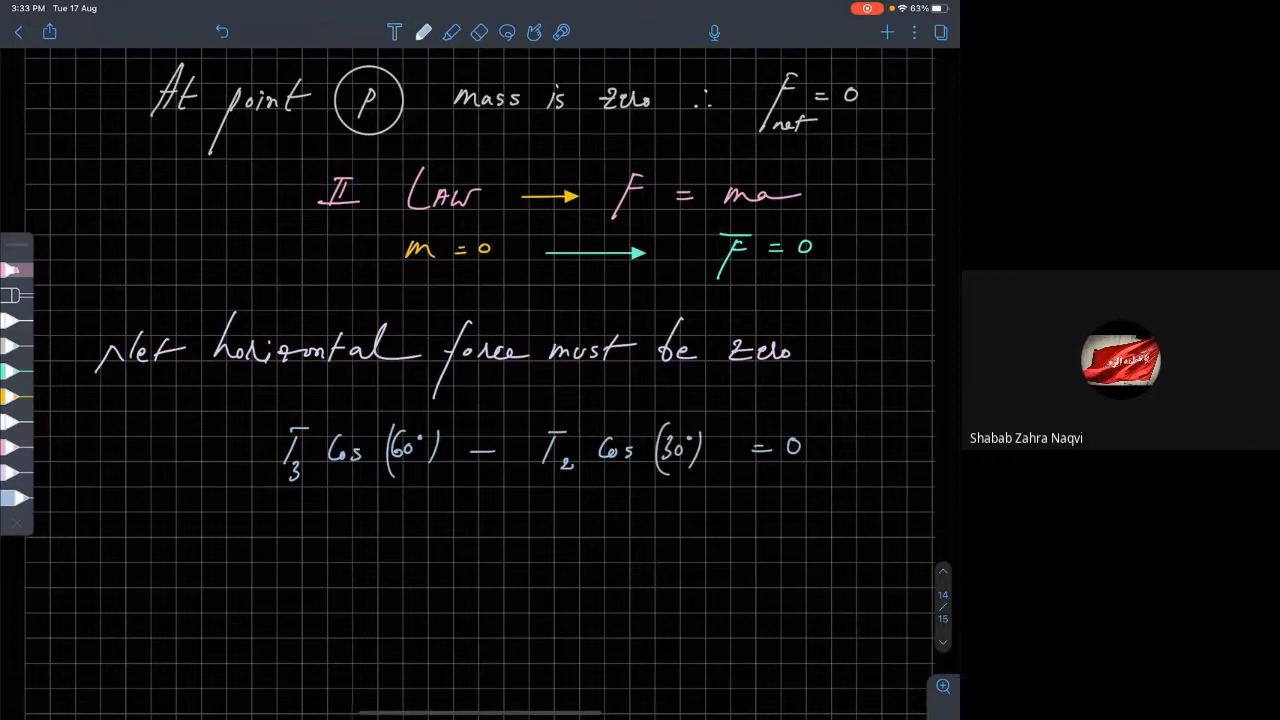 3:33 PM Tue 17 Aug
63%
At point P mass is zero ∴ F net = 0
II LAW → F = ma
m = 0 → F = 0
Net horizontal force must be zero
T₃ Cos (60°) − T₂ Cos (30°) = 0
14
/
15
Shabab Zahra Naqvi